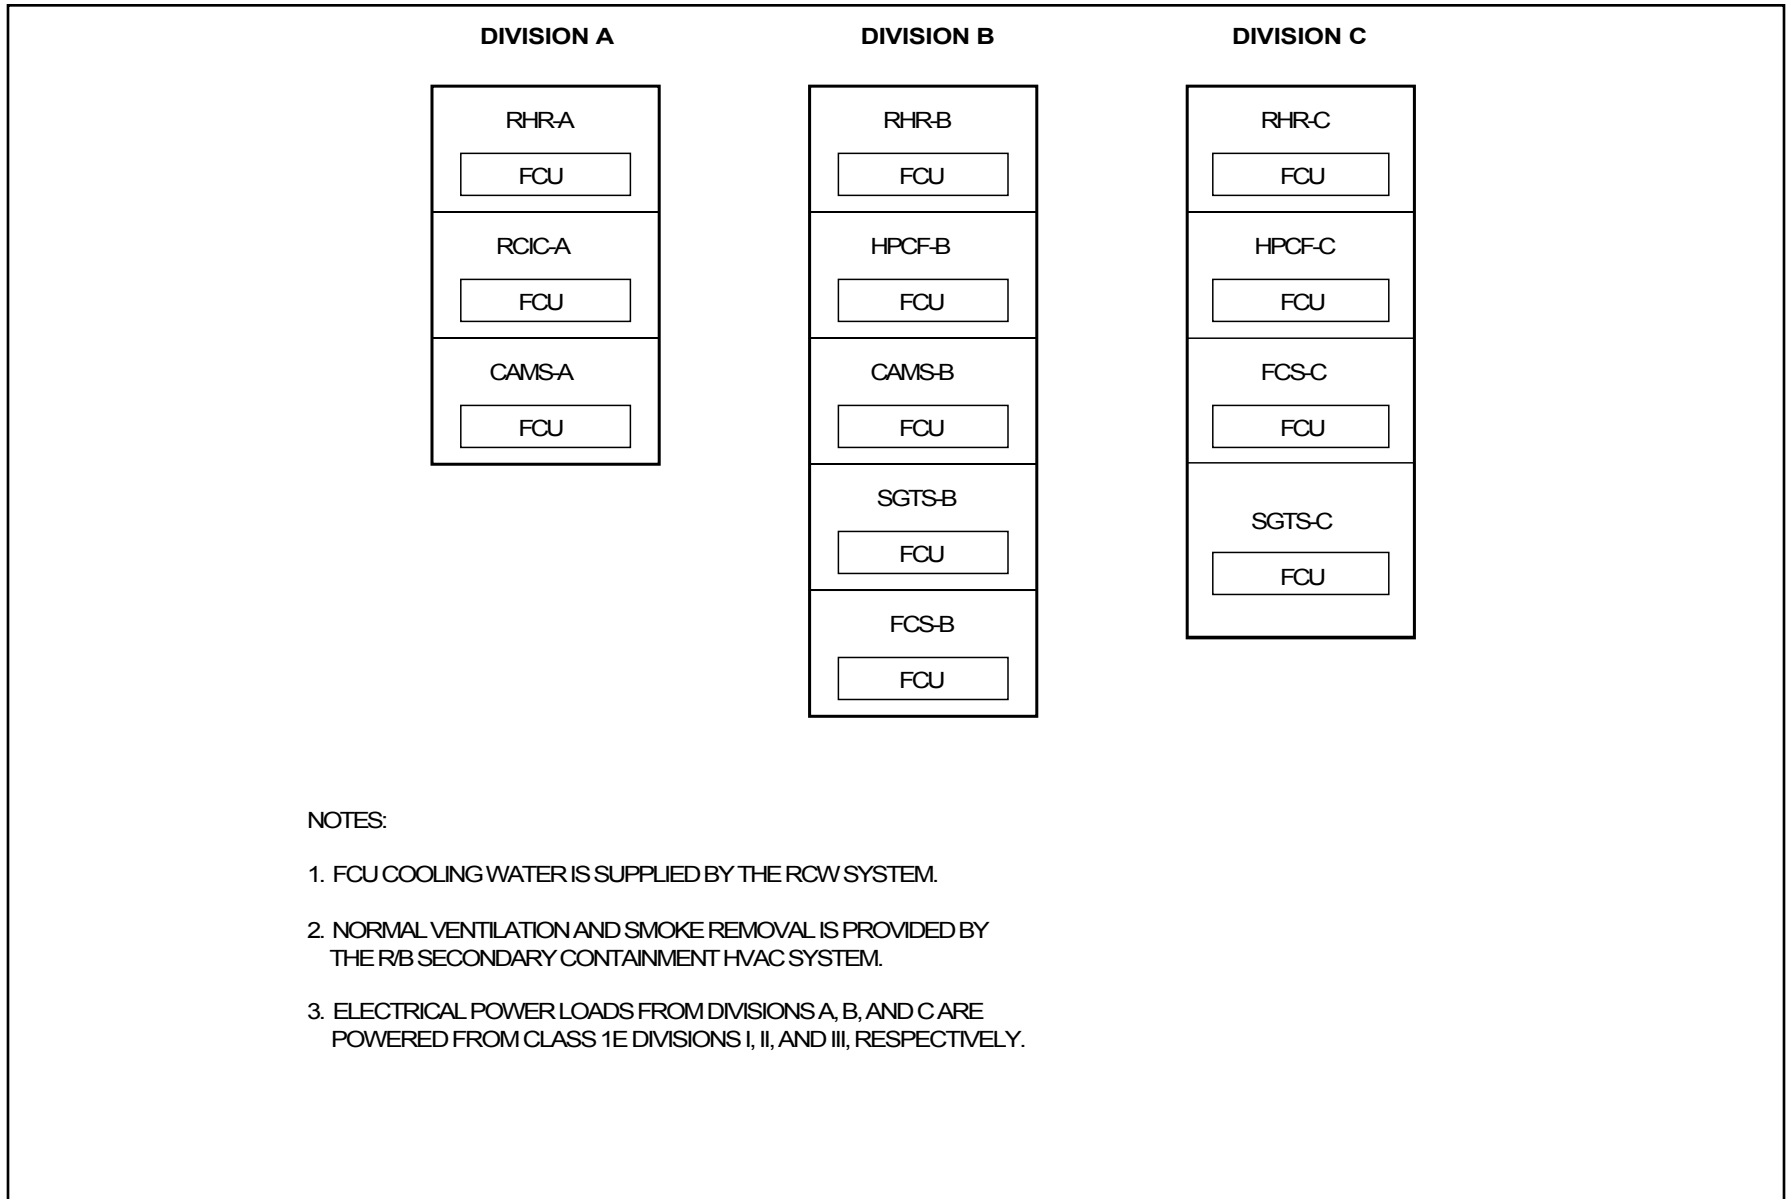 DIVISION A
RHR-A
FCU
RCIC-A
FCU
CAMS-A
FCU
DIVISION B
RHR-B
FCU
HPCF-B
FCU
CAMS-B
FCU
SGTS-B
FCU
FCS-B
FCU
DIVISION C
RHR-C
FCU
HPCF-C
FCU
FCS-C
FCU
SGTS-C
FCU
NOTES:
1. FCU COOLING WATER IS SUPPLIED BY THE RCW SYSTEM.
2. NORMAL VENTILATION AND SMOKE REMOVAL IS PROVIDED BY
THE R/B SECONDARY CONTAINMENT HVAC SYSTEM.
3. ELECTRICAL POWER LOADS FROM DIVISIONS A, B, AND C ARE
POWERED FROM CLASS 1E DIVISIONS I, II, AND III, RESPECTIVELY.